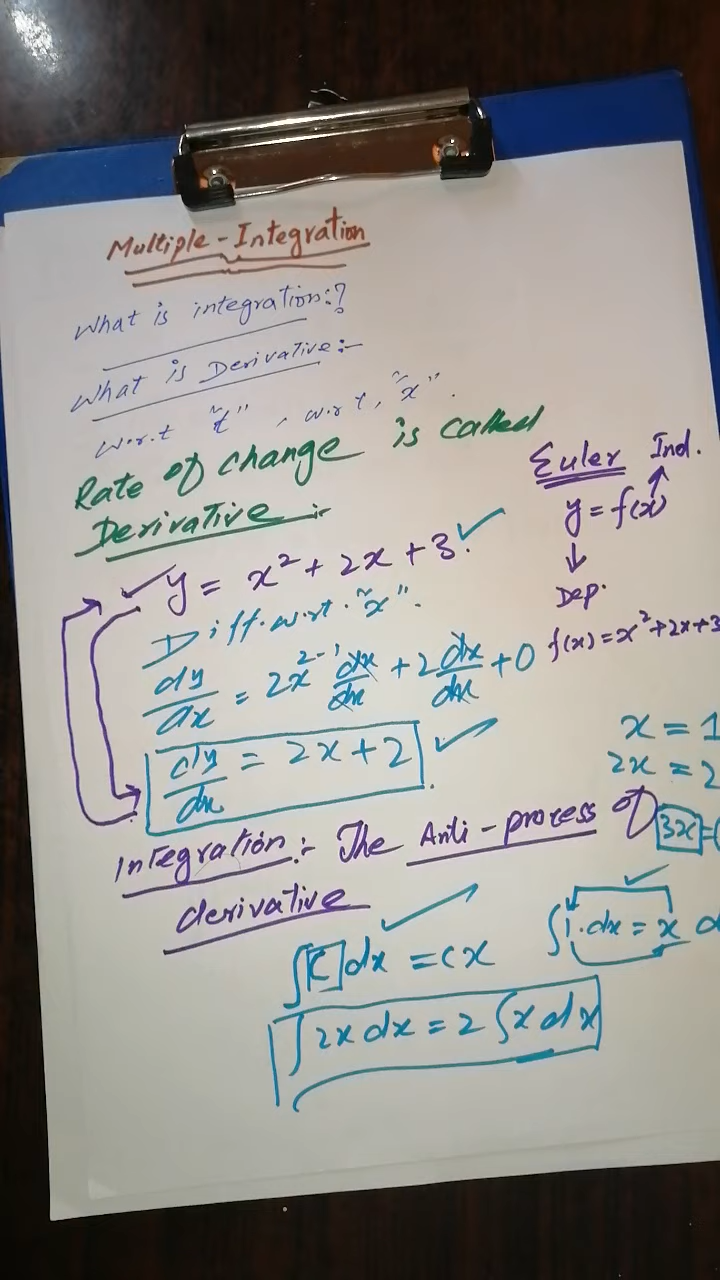 Multiple-Integration
What is integration:?
What is Derivative:-
w.r.t "t", w.r.t, "x".
Rate of change is called
Derivative:-
Euler Ind.
y = f(x)
Dep.
y = x² + 2x + 3.
Diff. w.r.t. "x".
f(x) = x² + 2x + 3
dy/dx = 2x²⁻¹ dx/dx + 2 dx/dx + 0
dy/dx = 2x + 2.
x = 1
2x = 2
3x =
Integration:- The Anti-process of
derivative
∫ c dx = cx
∫ 1. dx = x
∫ 2x dx = 2 ∫ x dx